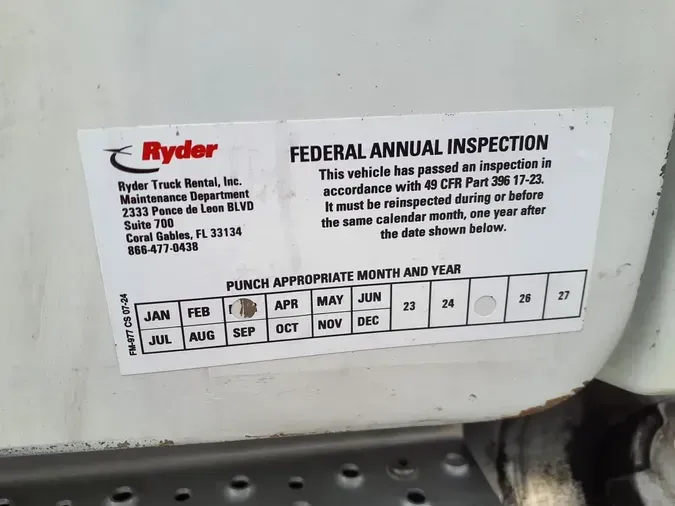 Ryder
Ryder Truck Rental, Inc.
Maintenance Department
2333 Ponce de Leon BLVD
Suite 700
Coral Gables, FL 33134
866-477-0438
FEDERAL ANNUAL INSPECTION
This vehicle has passed an inspection in
accordance with 49 CFR Part 396 17-23.
It must be reinspected during or before
the same calendar month, one year after
the date shown below.
PUNCH APPROPRIATE MONTH AND YEAR
JAN FEB APR MAY JUN 23 24 26 27
JUL AUG SEP OCT NOV DEC
FM-977 CS 07-24